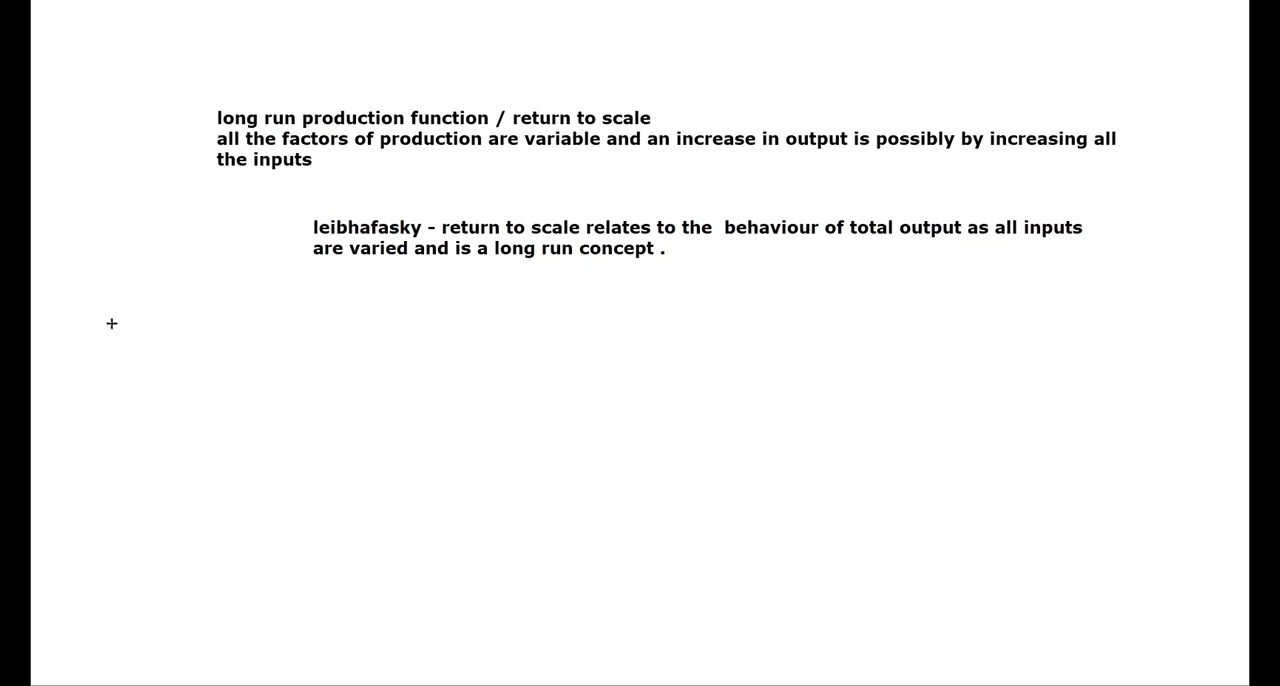 long run production function / return to scale
all the factors of production are variable and an increase in output is possibly by increasing all
the inputs
leibhafasky - return to scale relates to the  behaviour of total output as all inputs
are varied and is a long run concept .